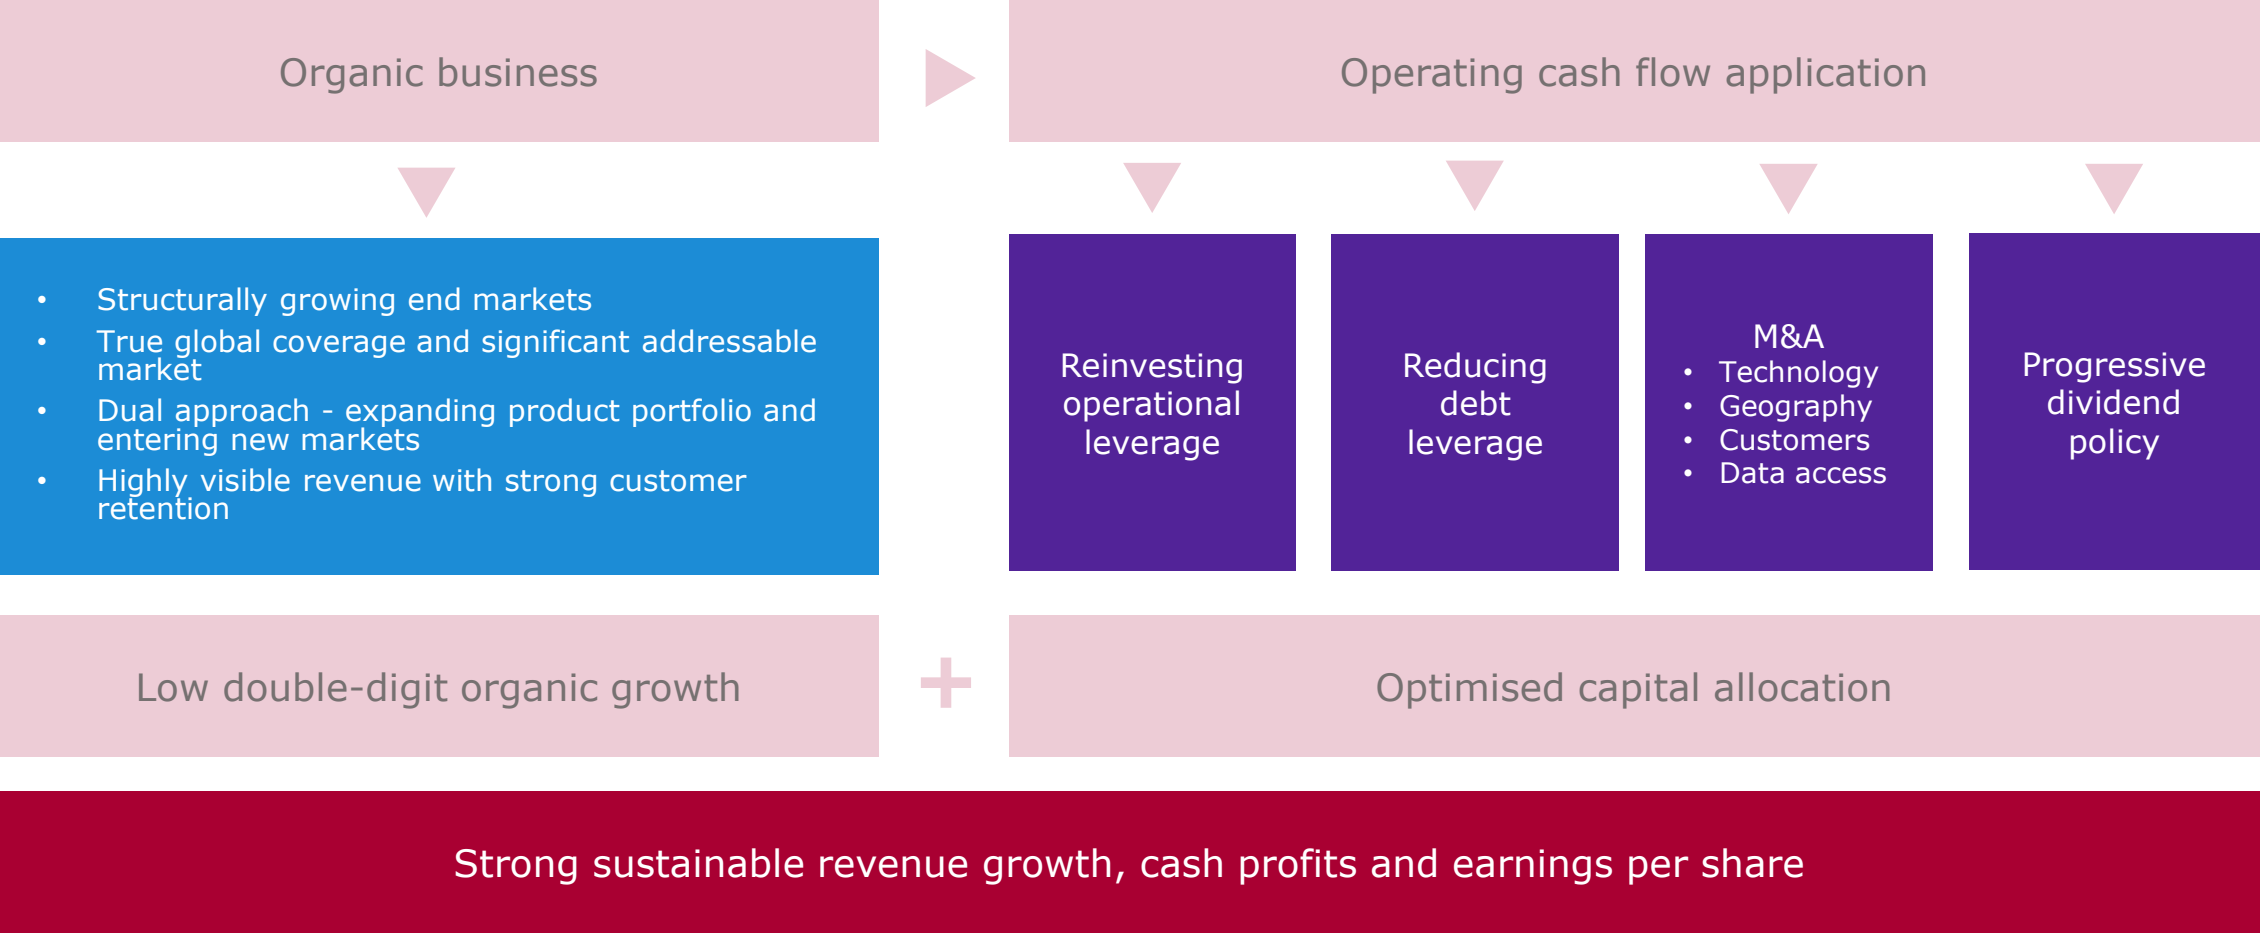 Organic business
Operating cash flow application
• Structurally growing end markets
• True global coverage and significant addressable
market
• Dual approach - expanding product portfolio and
entering new markets
• Highly visible revenue with strong customer
retention
Reinvesting
operational
leverage
Reducing
debt
leverage
M&A
• Technology
• Geography
• Customers
• Data access
Progressive
dividend
policy
Low double-digit organic growth
+
Optimised capital allocation
Strong sustainable revenue growth, cash profits and earnings per share